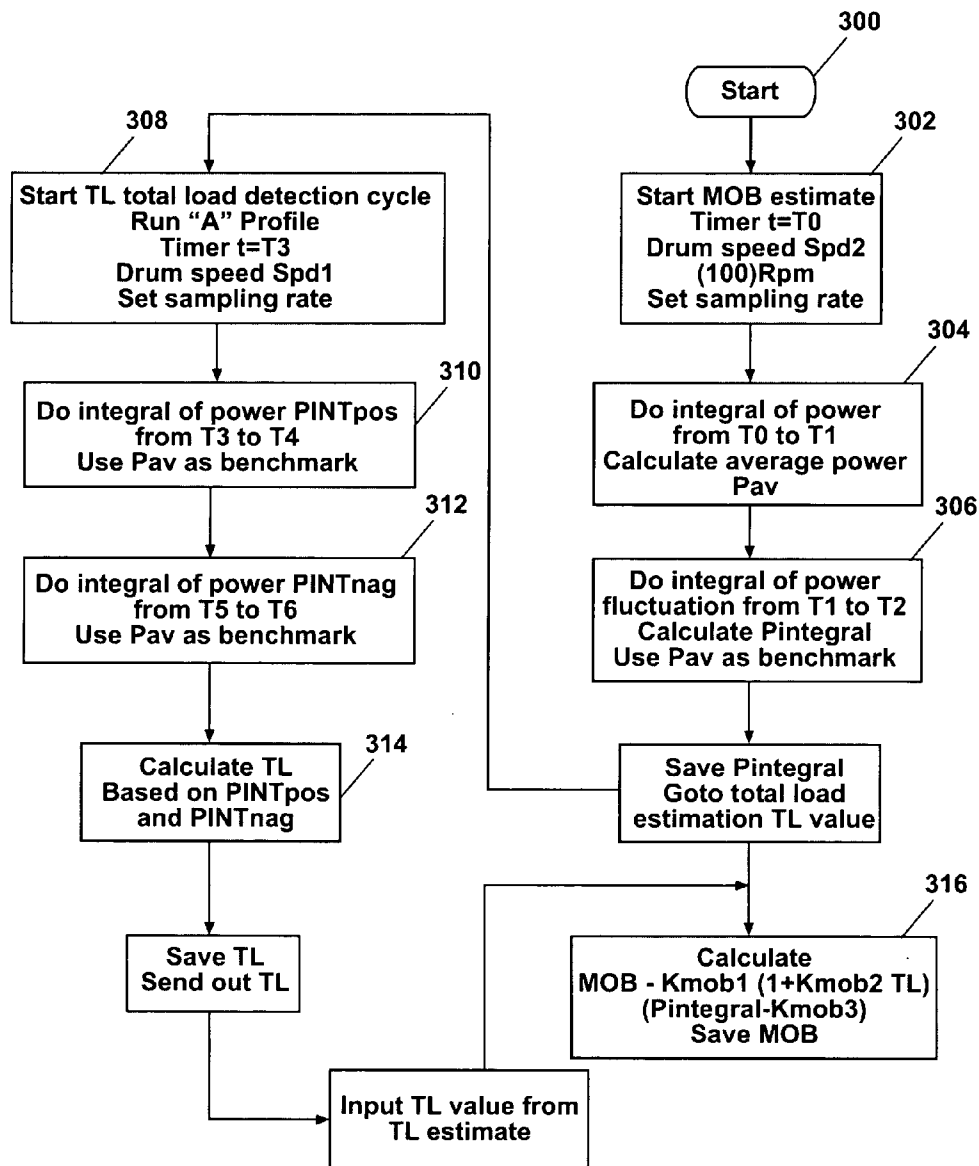 300
Start
302
Start MOB estimate
Timer t=T0
Drum speed Spd2
(100)Rpm
Set sampling rate
304
Do integral of power
from T0 to T1
Calculate average power
Pav
306
Do integral of power
fluctuation from T1 to T2
Calculate Pintegral
Use Pav as benchmark
Save Pintegral
Goto total load
estimation TL value
308
Start TL total load detection cycle
Run “A” Profile
Timer t=T3
Drum speed Spd1
Set sampling rate
310
Do integral of power PINTpos
from T3 to T4
Use Pav as benchmark
312
Do integral of power PINTnag
from T5 to T6
Use Pav as benchmark
314
Calculate TL
Based on PINTpos
and PINTnag
Save TL
Send out TL
Input TL value from
TL estimate
316
Calculate
MOB - Kmob1 (1+Kmob2 TL)
(Pintegral-Kmob3)
Save MOB